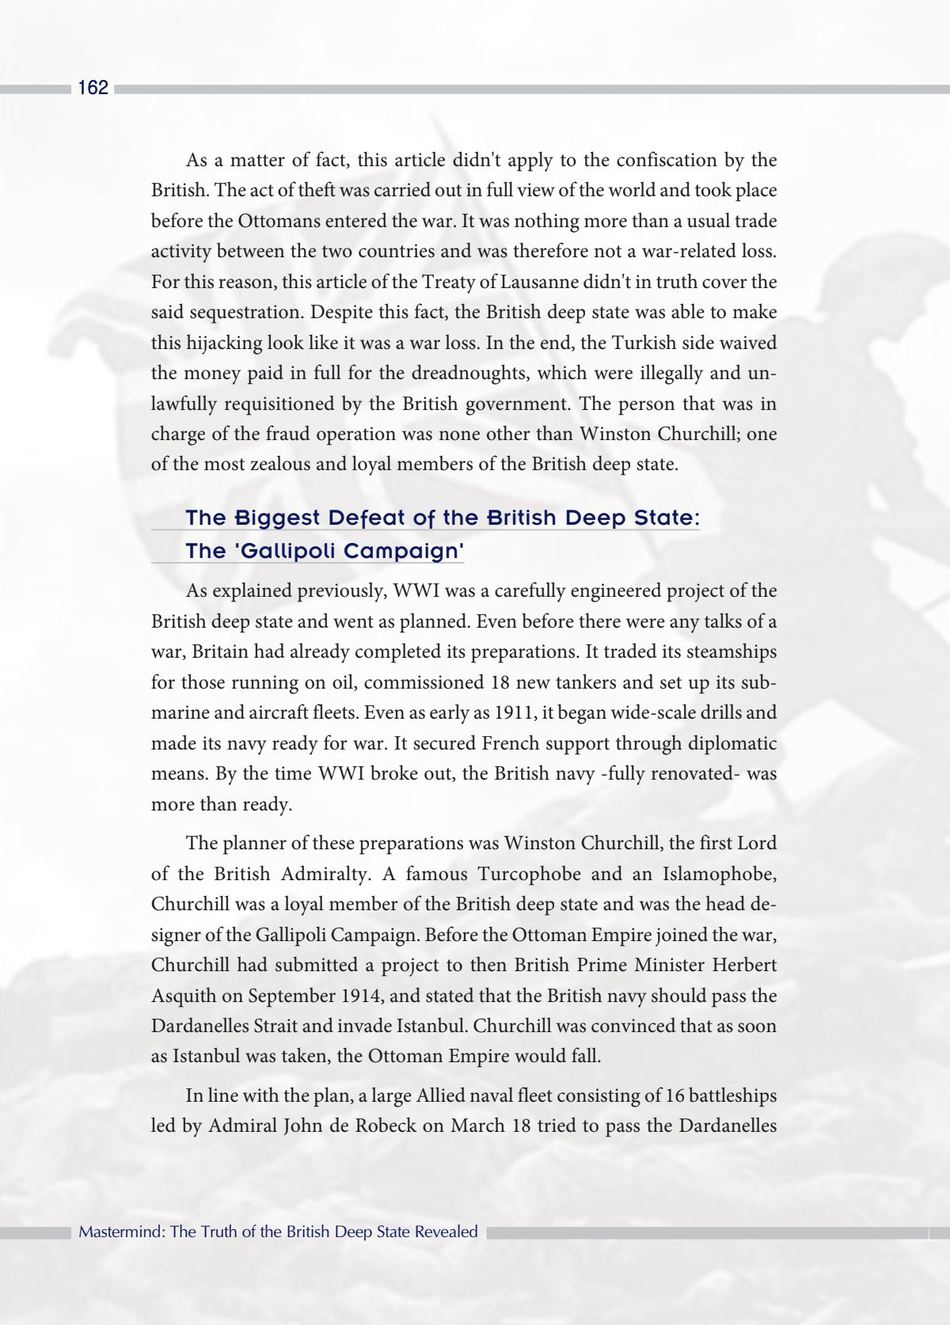 162
As a matter of fact, this article didn't apply to the confiscation by the
British. The act of theft was carried out in full view of the world and took place
before the Ottomans entered the war. It was nothing more than a usual trade
activity between the two countries and was therefore not a war-related loss.
For this reason, this article of the Treaty of Lausanne didn't in truth cover the
said sequestration. Despite this fact, the British deep state was able to make
this hijacking look like it was a war loss. In the end, the Turkish side waived
the money paid in full for the dreadnoughts, which were illegally and un-
lawfully requisitioned by the British government. The person that was in
charge of the fraud operation was none other than Winston Churchill; one
of the most zealous and loyal members of the British deep state.
The Biggest Defeat of the British Deep State:
The 'Gallipoli Campaign'
As explained previously, WWI was a carefully engineered project of the
British deep state and went as planned. Even before there were any talks of a
war, Britain had already completed its preparations. It traded its steamships
for those running on oil, commissioned 18 new tankers and set up its sub-
marine and aircraft fleets. Even as early as 1911, it began wide-scale drills and
made its navy ready for war. It secured French support through diplomatic
means. By the time WWI broke out, the British navy -fully renovated- was
more than ready.
The planner of these preparations was Winston Churchill, the first Lord
of the British Admiralty. A famous Turcophobe and an Islamophobe,
Churchill was a loyal member of the British deep state and was the head de-
signer of the Gallipoli Campaign. Before the Ottoman Empire joined the war,
Churchill had submitted a project to then British Prime Minister Herbert
Asquith on September 1914, and stated that the British navy should pass the
Dardanelles Strait and invade Istanbul. Churchill was convinced that as soon
as Istanbul was taken, the Ottoman Empire would fall.
In line with the plan, a large Allied naval fleet consisting of 16 battleships
led by Admiral John de Robeck on March 18 tried to pass the Dardanelles
Mastermind: The Truth of the British Deep State Revealed